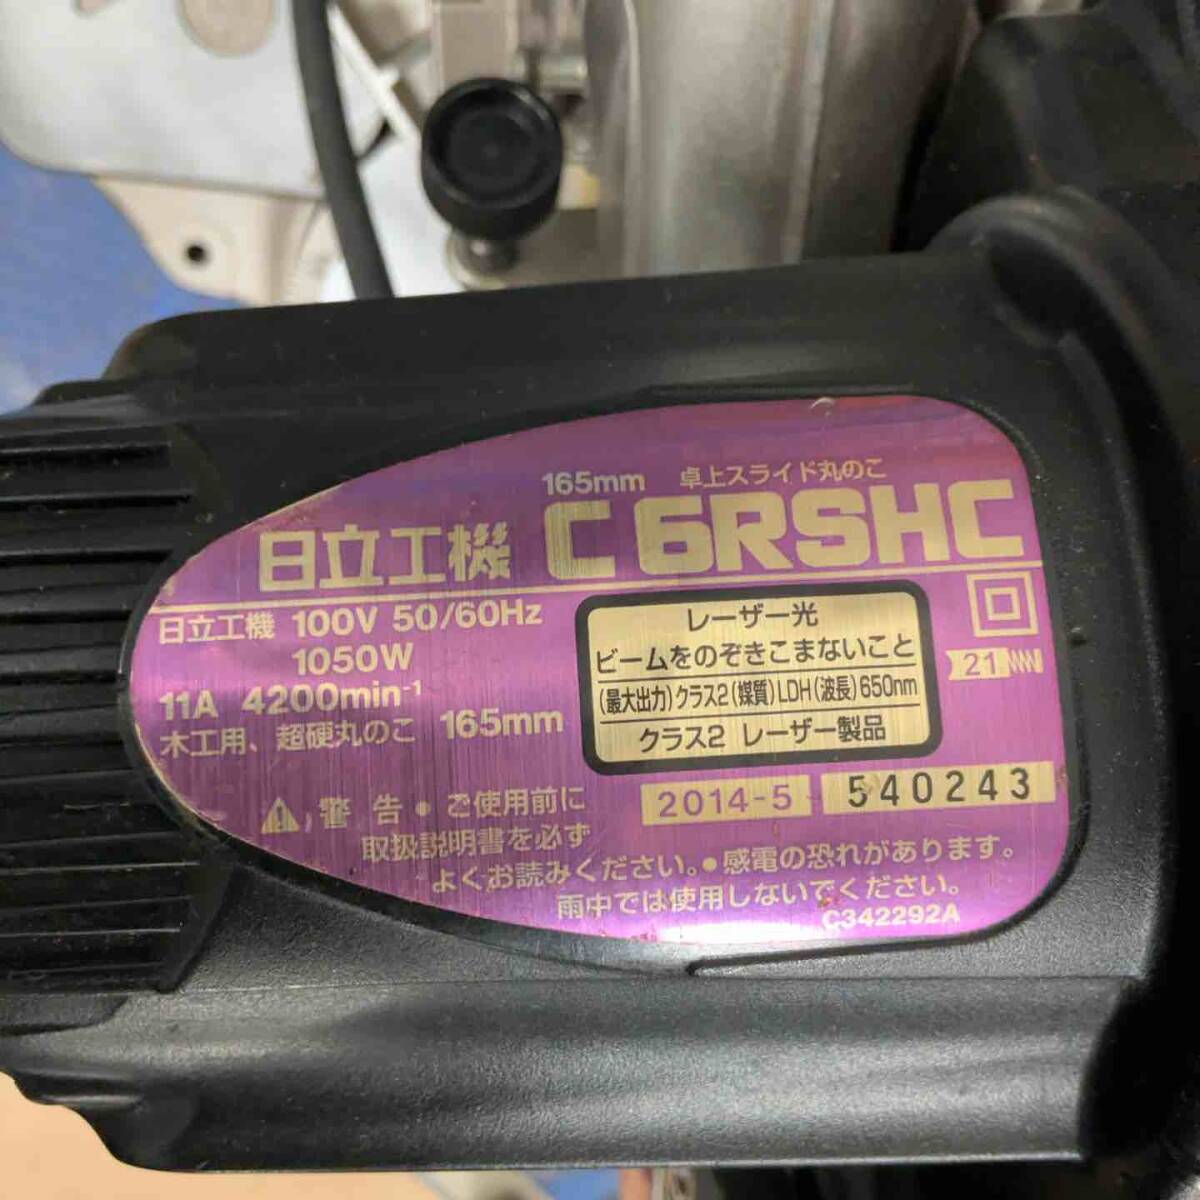 165mm 卓上スライド丸のこ
日立工機 C6RSHC
日立工機 100V 50/60Hz
1050W
11A 4200min⁻¹
木工用、超硬丸のこ 165mm
レーザー光
ビームをのぞきこまないこと
(最大出力)クラス2(媒質)LDH(波長)650nm
クラス2 レーザー製品
21
2014-5 540243
警告 ● ご使用前に
取扱説明書を必ず
よくお読みください。●感電の恐れがあります。
雨中では使用しないでください。
C342292A